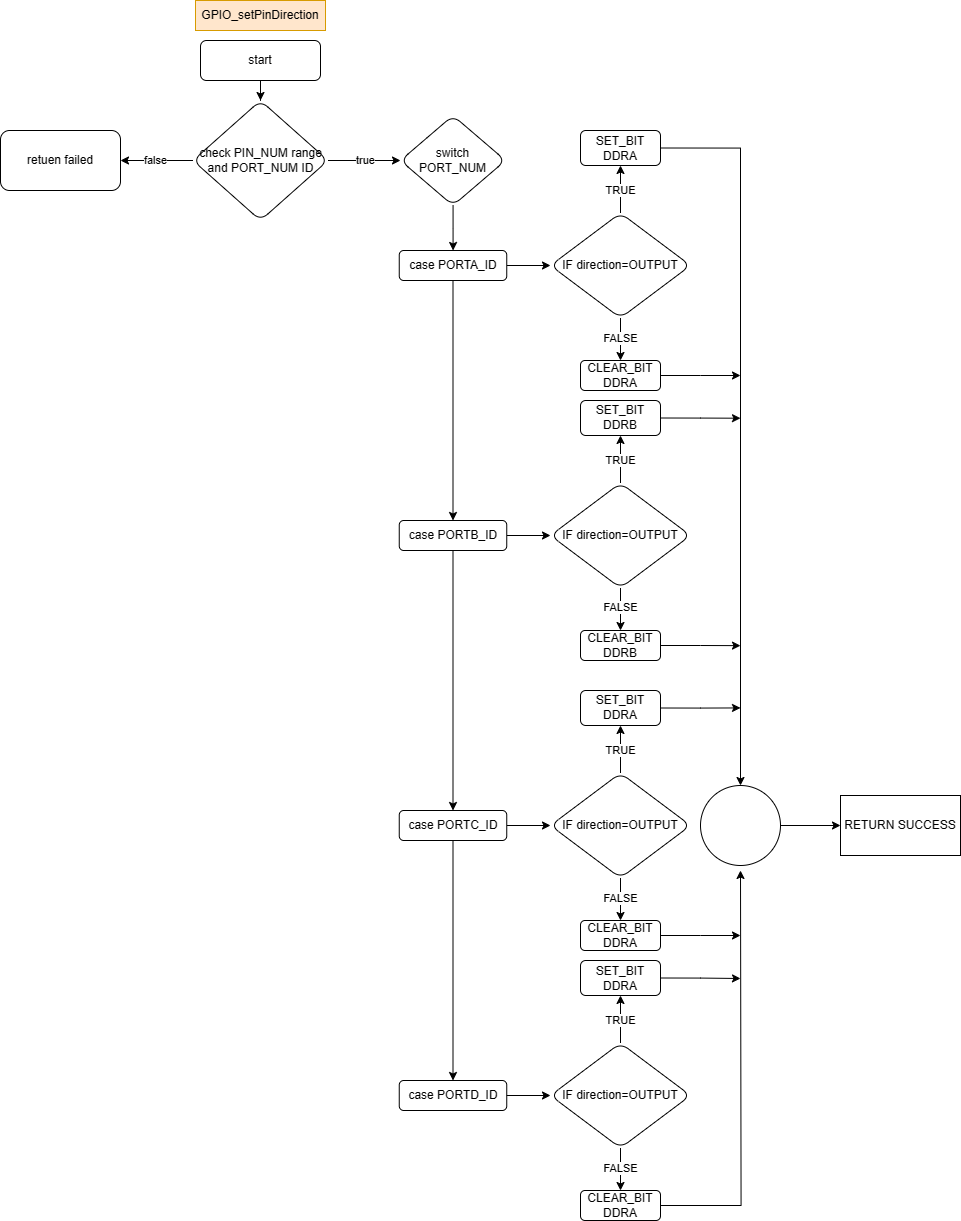 GPIO_setPinDirection
start
check PIN_NUM range
and PORT_NUM ID
false
retuen failed
true
switch
PORT_NUM
case PORTA_ID
IF direction=OUTPUT
TRUE
SET_BIT
DDRA
FALSE
CLEAR_BIT
DDRA
case PORTB_ID
IF direction=OUTPUT
TRUE
SET_BIT
DDRB
FALSE
CLEAR_BIT
DDRB
case PORTC_ID
IF direction=OUTPUT
TRUE
SET_BIT
DDRA
FALSE
CLEAR_BIT
DDRA
case PORTD_ID
IF direction=OUTPUT
TRUE
SET_BIT
DDRA
FALSE
CLEAR_BIT
DDRA
RETURN SUCCESS